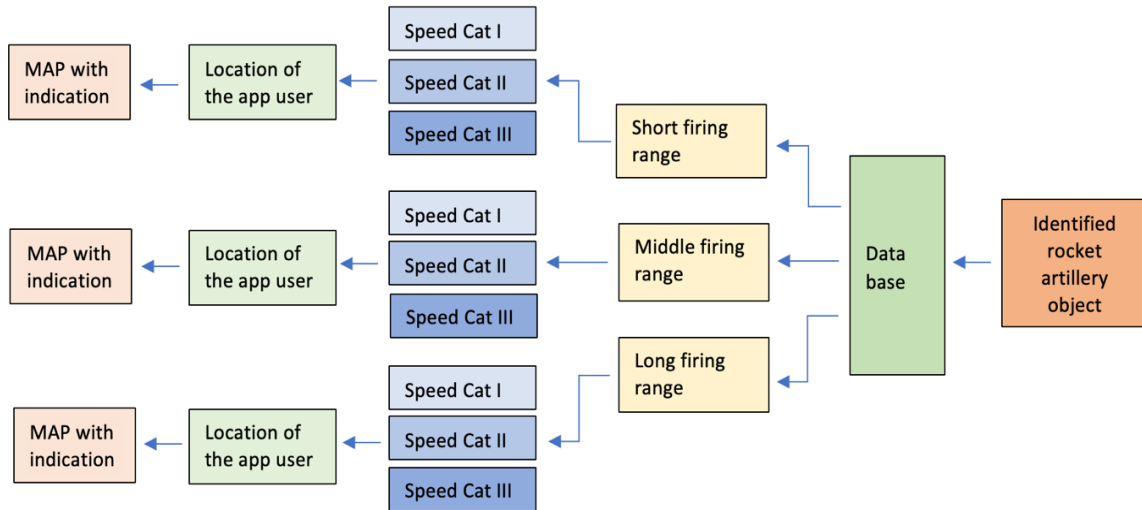 Speed Cat I
MAP with
indication
Location of
the app user
Speed Cat II
Speed Cat III
Short firing
range
Speed Cat I
MAP with
indication
Location of
the app user
Speed Cat II
Speed Cat III
Middle firing
range
Data
base
Identified
rocket
artillery
object
Long firing
range
Speed Cat I
MAP with
indication
Location of
the app user
Speed Cat II
Speed Cat III